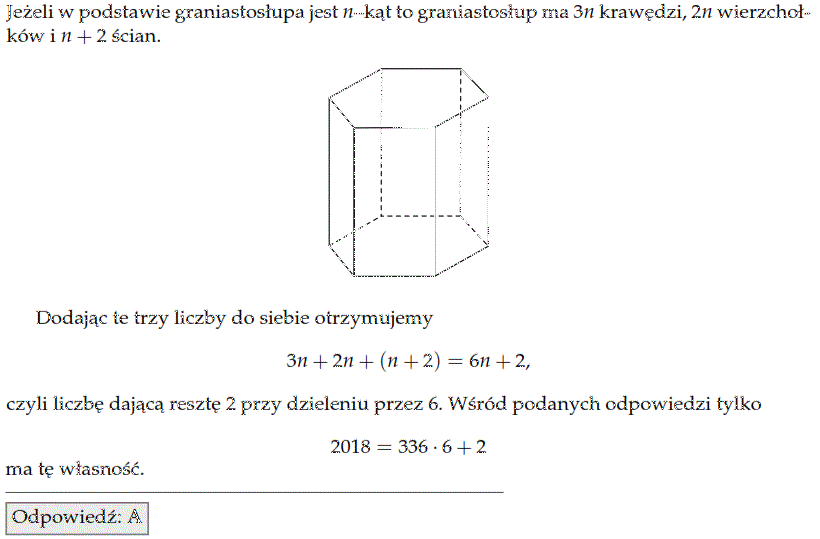 Jeżeli w podstawie graniastosłupa jest n–kąt to graniastosłup ma 3n krawędzi, 2n wierzchoł-
ków i n + 2 ścian.
Dodając te trzy liczby do siebie otrzymujemy
3n + 2n + (n + 2) = 6n + 2,
czyli liczbę dającą resztę 2 przy dzieleniu przez 6. Wśród podanych odpowiedzi tylko
2018 = 336 · 6 + 2
ma tę własność.
Odpowiedź: A